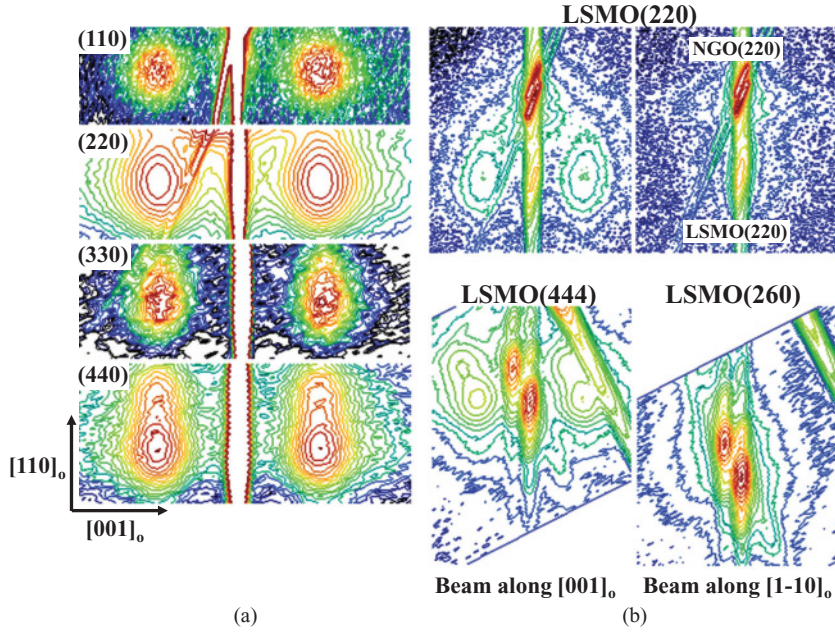 LSMO(220)
(110)
(220)
(330)
(440)
[110]ₒ
[001]ₒ
NGO(220)
LSMO(220)
LSMO(444)
LSMO(260)
Beam along [001]ₒ
Beam along [1-10]ₒ
(a)
(b)